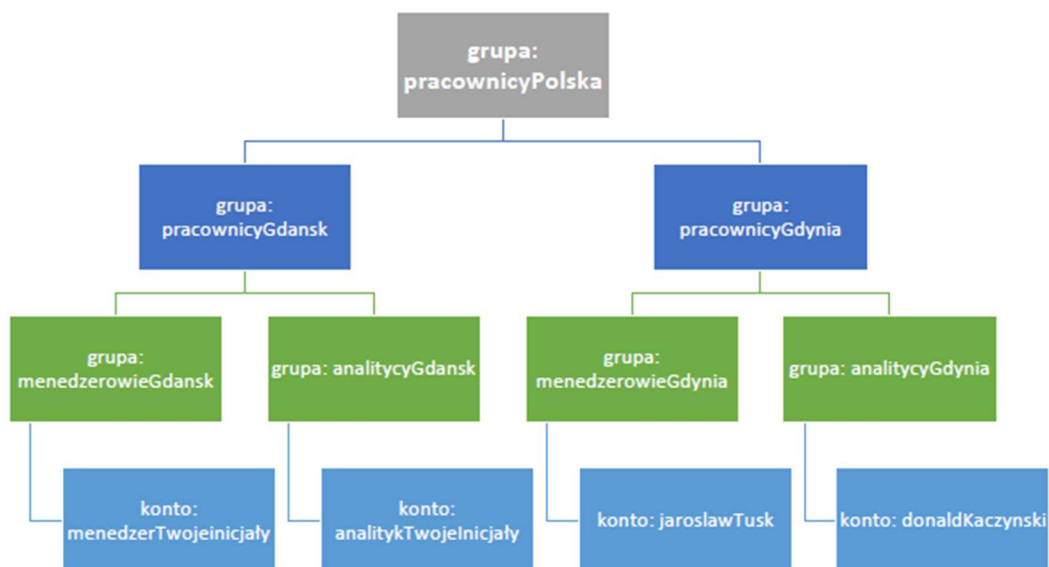 grupa:
pracownicyPolska
grupa:
pracownicyGdansk
grupa:
pracownicyGdynia
grupa:
menedzerowieGdansk
grupa: analitycyGdansk
grupa:
menedzerowieGdynia
grupa: analitycyGdynia
konto:
menedzerTwojeinicjały
konto:
analitykTwojeInicjały
konto: jaroslawTusk
konto: donaldKaczynski